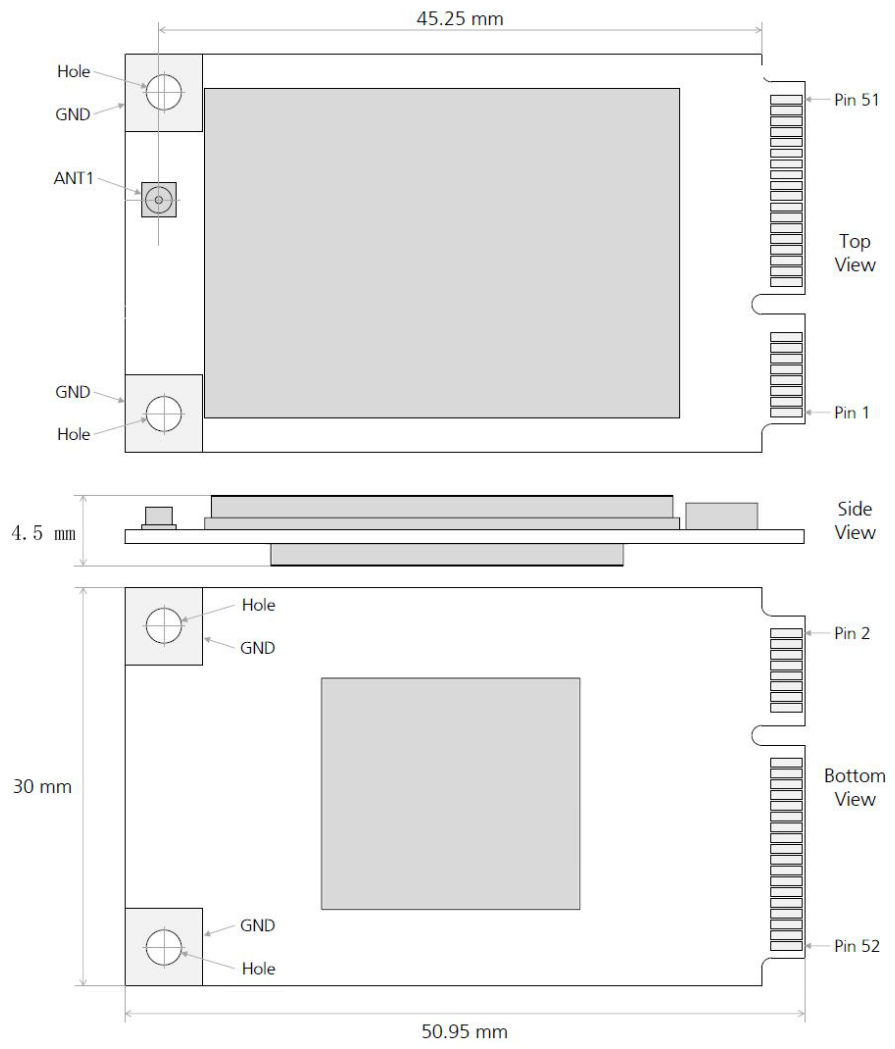 45.25 mm
Hole
Pin 51
GND
ANT1
Top
View
GND
Hole
Pin 1
4.5 mm
Side
View
Hole
Pin 2
GND
30 mm
Bottom
View
GND
Pin 52
Hole
50.95 mm